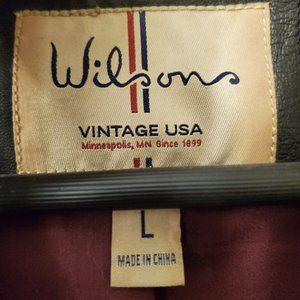 Wilsons
VINTAGE USA
Minneapolis, MN. Since 1899
L
MADE IN CHINA